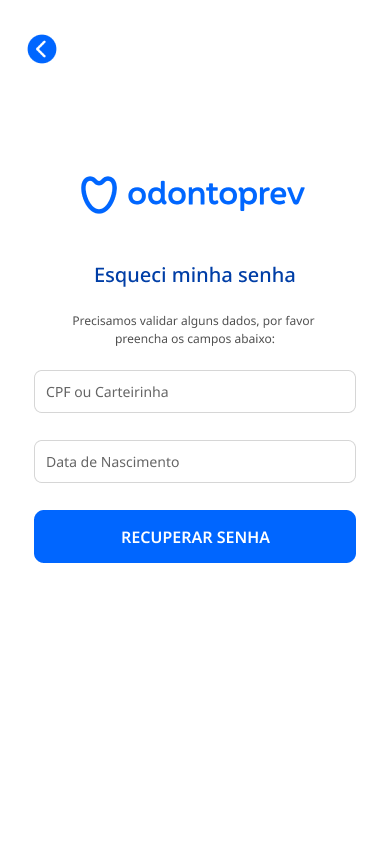 odontoprev
Esqueci minha senha
Precisamos validar alguns dados, por favor
preencha os campos abaixo:
CPF ou Carteirinha
Data de Nascimento
RECUPERAR SENHA